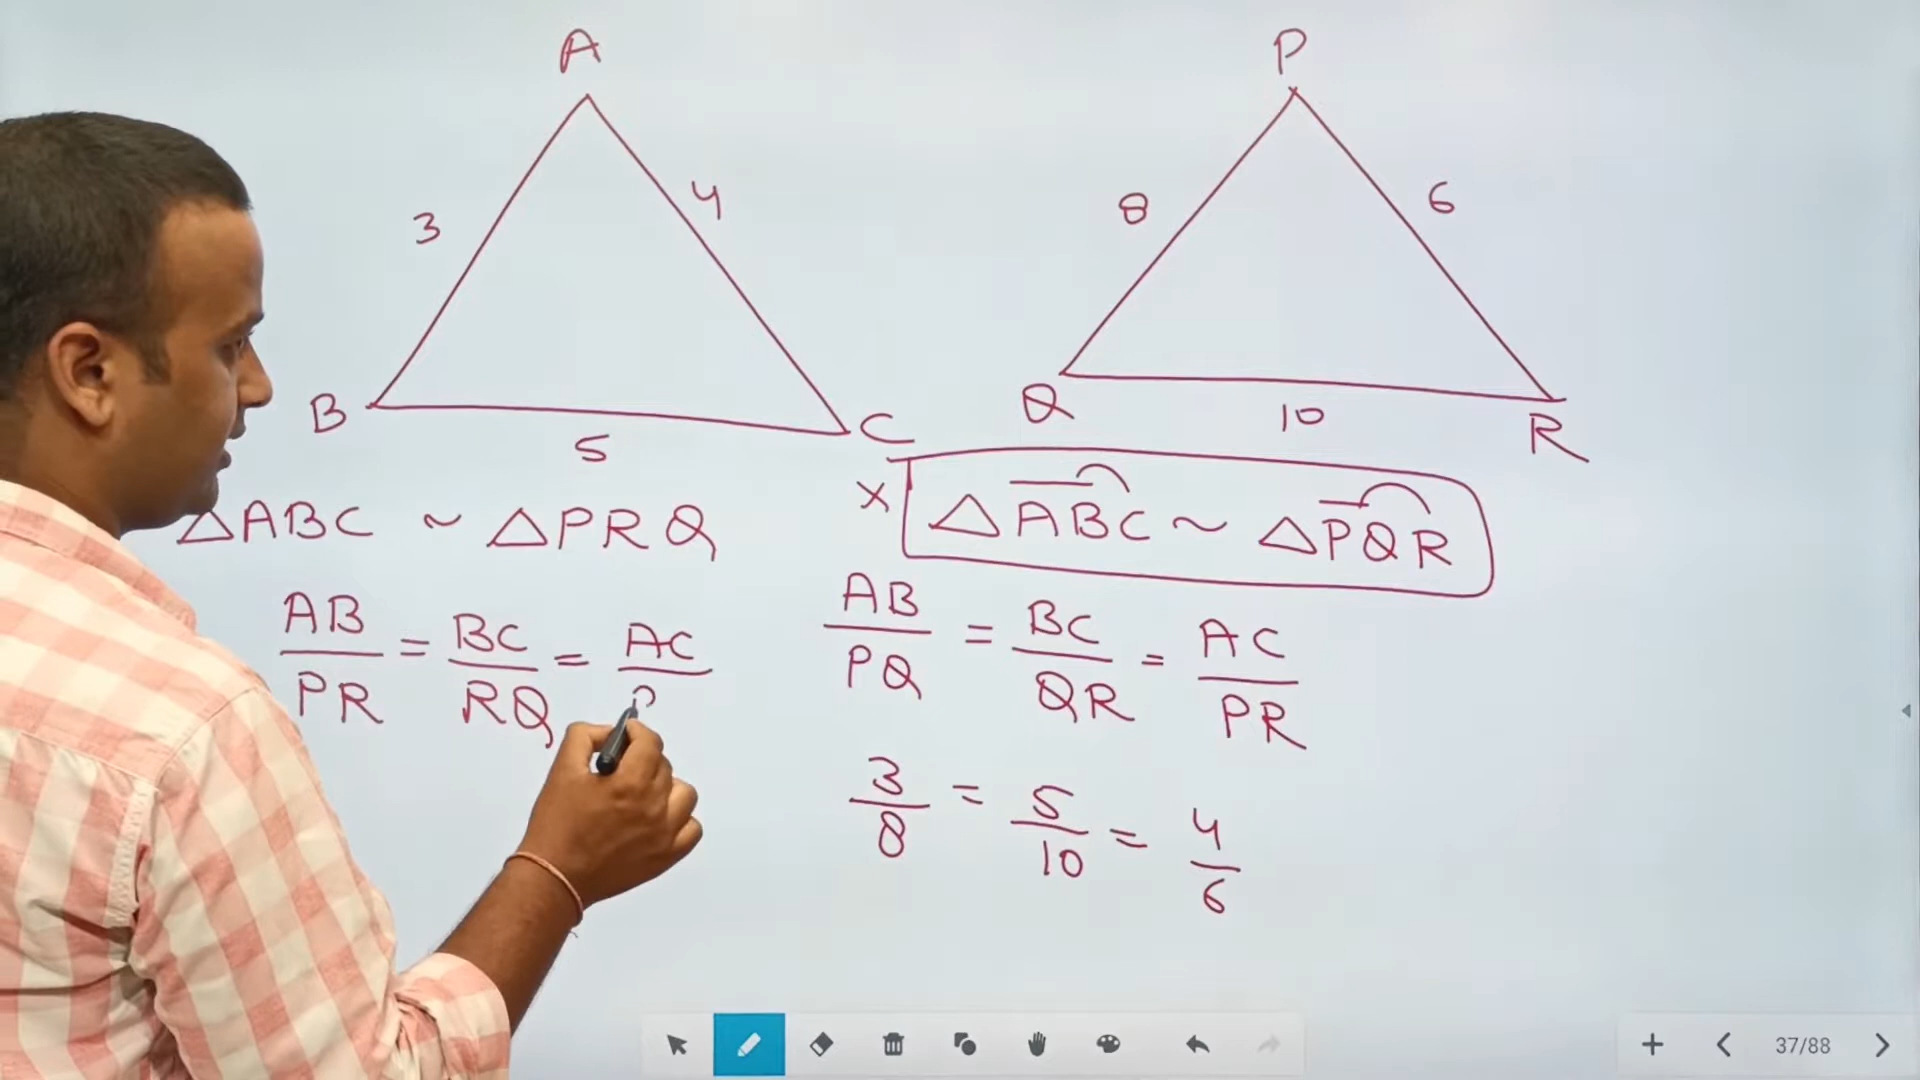 A
P
3
4
8
6
B
C
5
Q
R
10
△ABC ~ △PRQ
x △ABC ~ △PQR
AB/PR = BC/RQ = AC/
AB/PQ = BC/QR = AC/PR
3/8 = 5/10 = 4/6
37/88